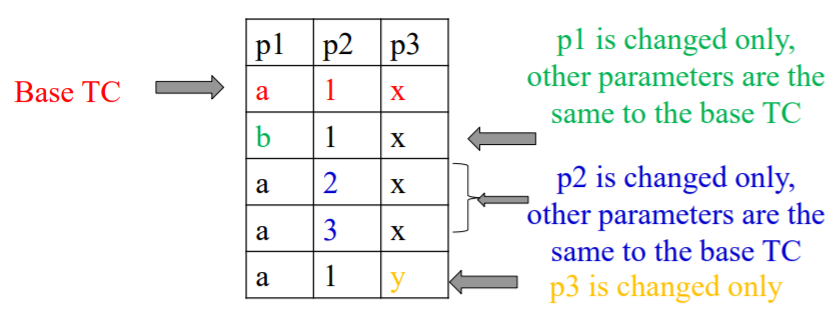 p1 p2 p3
Base TC
a 1 x
b 1 x
a 2 x
a 3 x
a 1 y
p1 is changed only,
other parameters are the
same to the base TC
p2 is changed only,
other parameters are the
same to the base TC
p3 is changed only